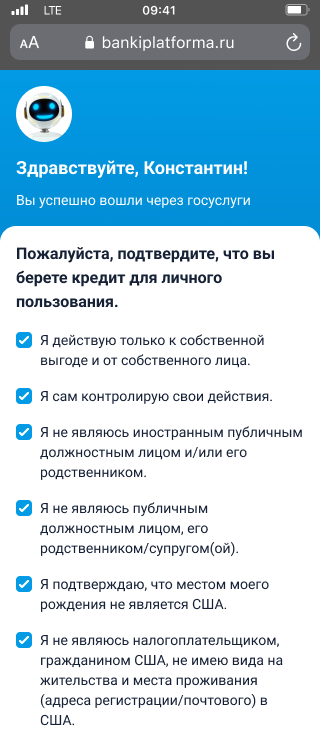 LTE
09:41
AA
bankiplatforma.ru
Здравствуйте, Константин!
Вы успешно вошли через госуслуги
Пожалуйста, подтвердите, что вы
берете кредит для личного
пользования.
Я действую только к собственной
выгоде и от собственного лица.
Я сам контролирую свои действия.
Я не являюсь иностранным публичным
должностным лицом и/или его
родственником.
Я не являюсь публичным
должностным лицом, его
родственником/супругом(ой).
Я подтверждаю, что местом моего
рождения не является США.
Я не являюсь налогоплательщиком,
гражданином США, не имею вида на
жительства и места проживания
(адреса регистрации/почтового) в
США.